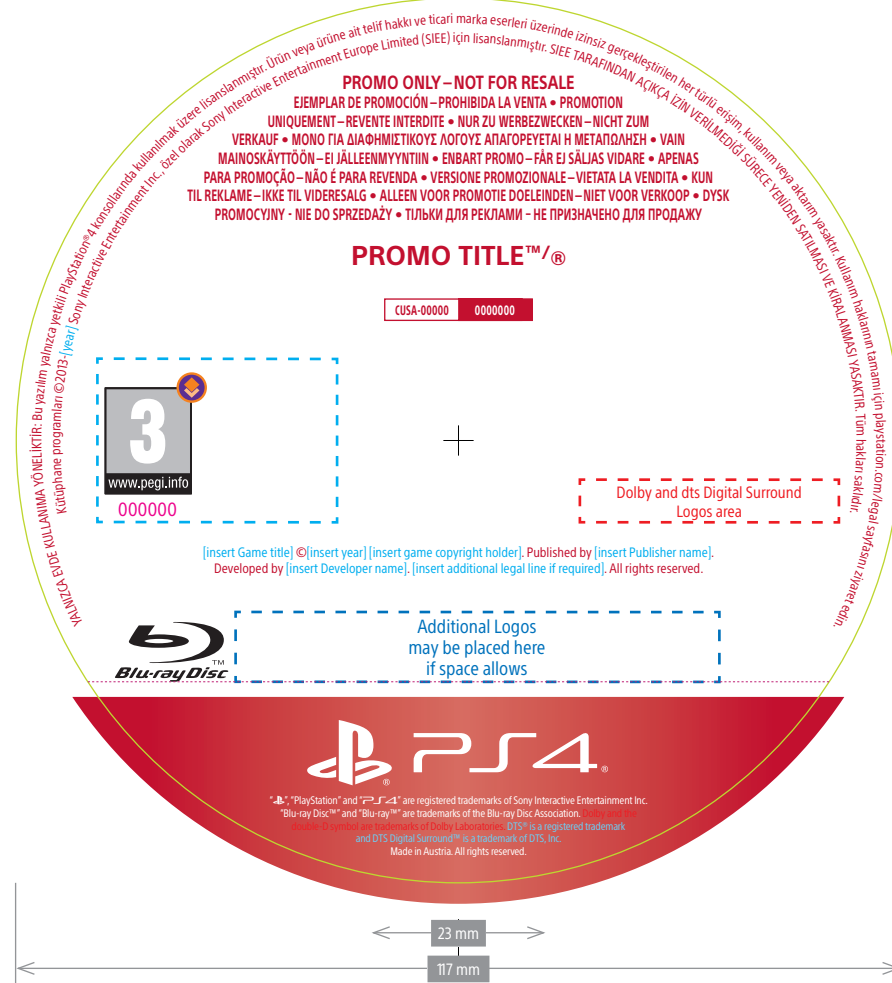 YALNIZCA EVDE KULLANIMA YÖNELİKTİR: Bu yazılım yalnızca yetkili PlayStation®4 konsollarında kullanılmak üzere lisanslanmıştır. Ürün veya ürüne ait telif hakkı ve ticari marka eserleri üzerinde izinsiz gerçekleştirilen her türlü erişim, kullanım veya aktarım yasaktır. Kullanım haklarının tamamı için playstation.com/legal sayfasını ziyaret edin.
Kütüphane programları ©2013-[year] Sony Interactive Entertainment Inc., özel olarak Sony Interactive Entertainment Europe Limited (SIEE) için lisanslanmıştır. SIEE TARAFINDAN AÇIKÇA İZİN VERİLMEDİĞİ SÜRECE YENİDEN SATILMASI VE KİRALANMASI YASAKTIR. Tüm hakları saklıdır.
PROMO ONLY – NOT FOR RESALE
EJEMPLAR DE PROMOCIÓN – PROHIBIDA LA VENTA • PROMOTION
UNIQUEMENT – REVENTE INTERDITE • NUR ZU WERBEZWECKEN – NICHT ZUM
VERKAUF • ΜΟΝΟ ΓΙΑ ΔΙΑΦΗΜΙΣΤΙΚΟΥΣ ΛΟΓΟΥΣ ΑΠΑΓΟΡΕΥΕΤΑΙ Η ΜΕΤΑΠΩΛΗΣΗ • VAIN
MAINOSKÄYTTÖÖN – EI JÄLLEENMYYNTIIN • ENBART PROMO – FÅR EJ SÄLJAS VIDARE • APENAS
PARA PROMOÇÃO – NÃO É PARA REVENDA • VERSIONE PROMOZIONALE – VIETATA LA VENDITA • KUN
TIL REKLAME – IKKE TIL VIDERESALG • ALLEEN VOOR PROMOTIE DOELEINDEN – NIET VOOR VERKOOP • DYSK
PROMOCYJNY - NIE DO SPRZEDAŻY • ТІЛЬКИ ДЛЯ РЕКЛАМИ – НЕ ПРИЗНАЧЕНО ДЛЯ ПРОДАЖУ
PROMO TITLE™/®
CUSA-00000 0000000
3
www.pegi.info
000000
Dolby and dts Digital Surround
Logos area
[insert Game title] ©[insert year] [insert game copyright holder]. Published by [insert Publisher name].
Developed by [insert Developer name]. [insert additional legal line if required]. All rights reserved.
Blu-ray Disc™
Additional Logos
may be placed here
if space allows
PS4®
"PS", "PlayStation" and "PS4" are registered trademarks of Sony Interactive Entertainment Inc.
"Blu-ray Disc™" and "Blu-ray™" are trademarks of the Blu-ray Disc Association. Dolby and the
double-D symbol are trademarks of Dolby Laboratories. DTS® is a registered trademark
and DTS Digital Surround™ is a trademark of DTS, Inc.
Made in Austria. All rights reserved.
23 mm
117 mm